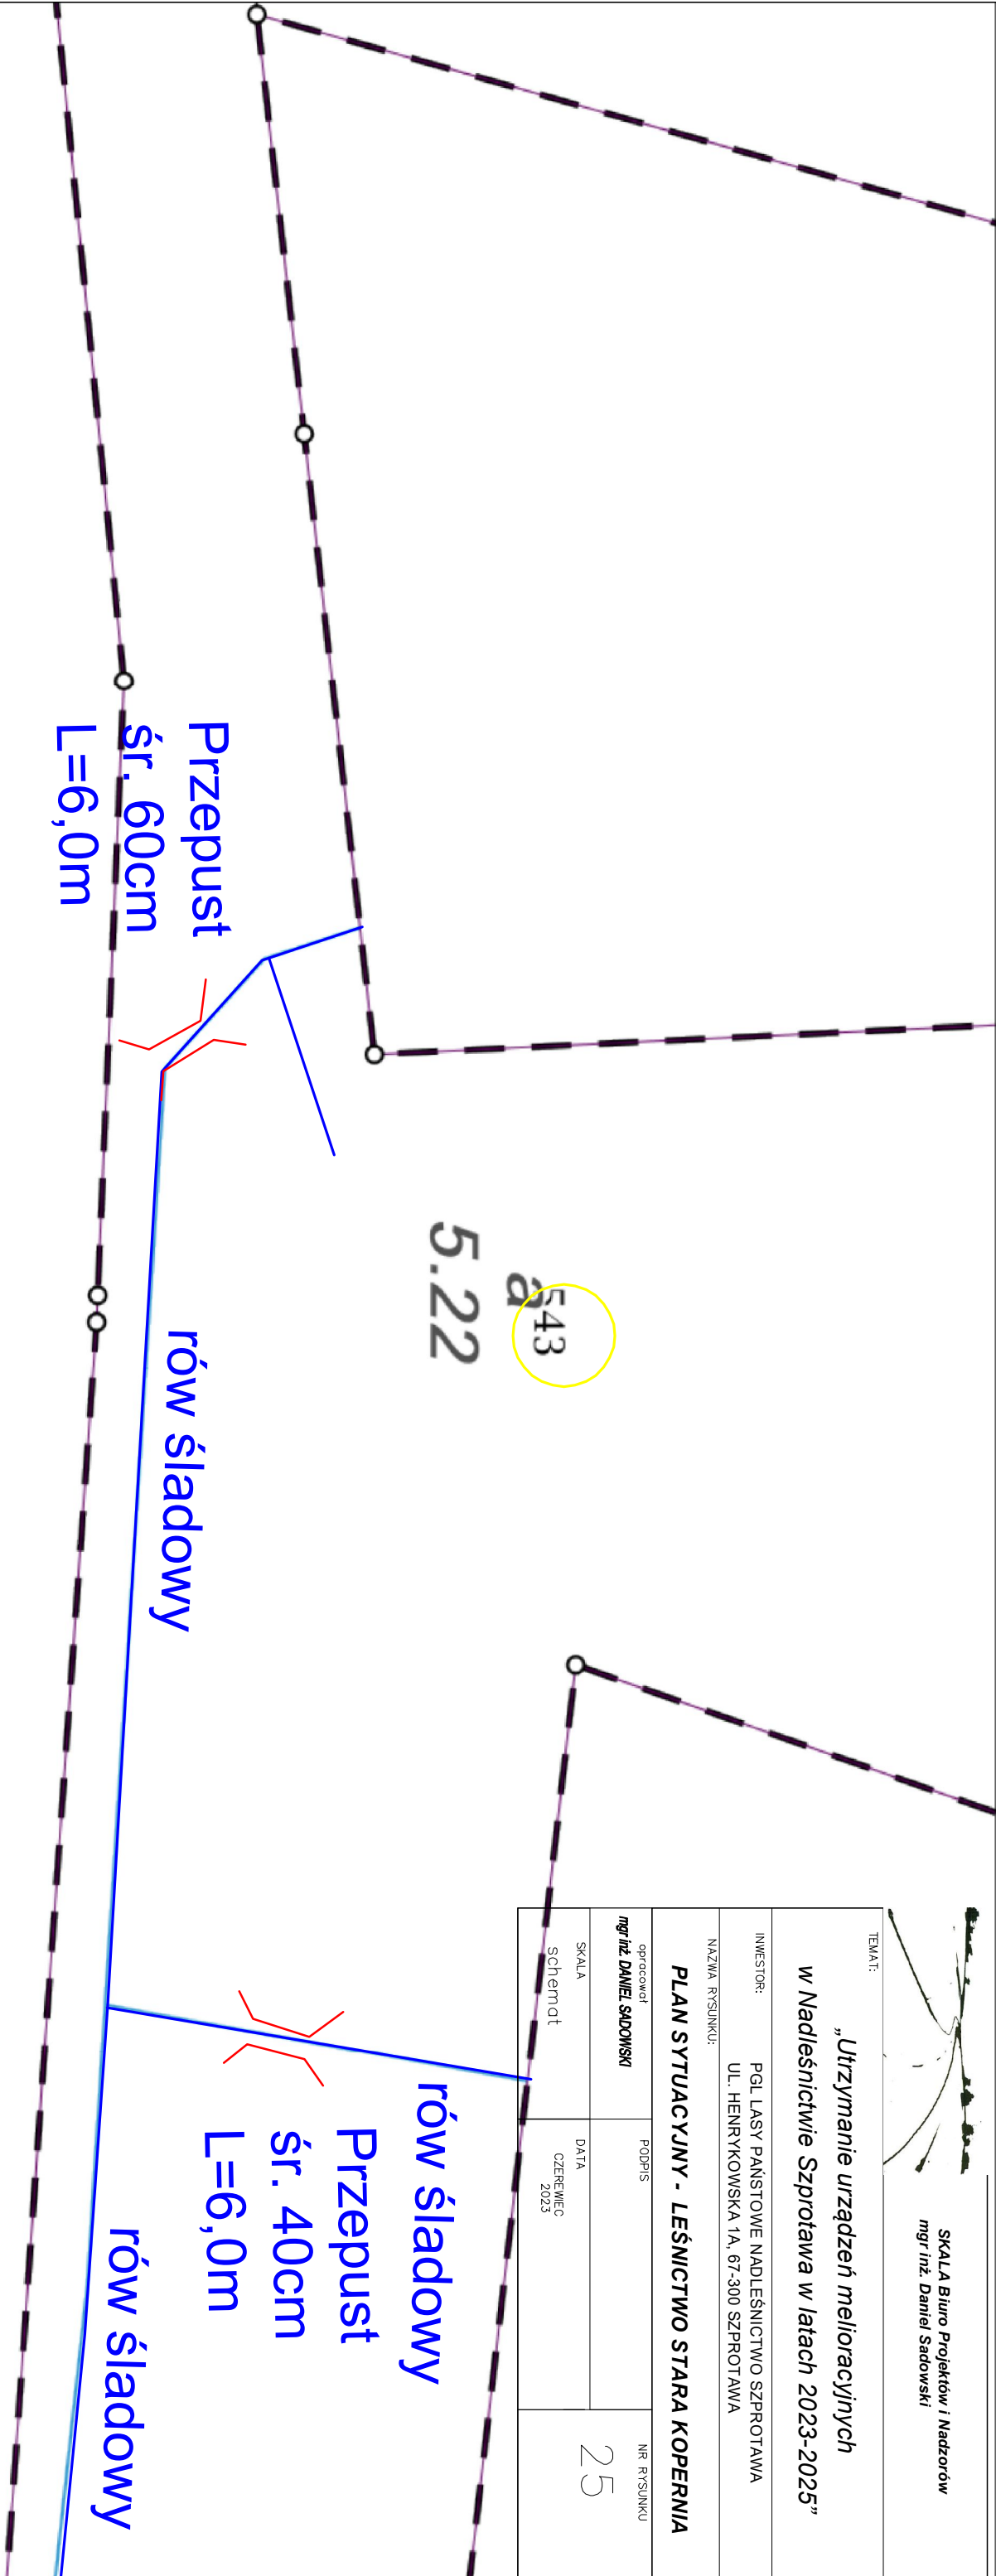 Przepust
śr. 60cm
L=6,0m
543
a
5.22
rów śladowy
rów śladowy
Przepust
śr. 40cm
L=6,0m
rów śladowy
SKALA Biuro Projektów i Nadzorów
mgr inż. Daniel Sadowski
TEMAT:
„Utrzymanie urządzeń melioracyjnych
w Nadleśnictwie Szprotawa w latach 2023-2025”
INWESTOR:
PGL LASY PAŃSTOWE NADLEŚNICTWO SZPROTAWA
UL. HENRYKOWSKA 1A, 67-300 SZPROTAWA
NAZWA RYSUNKU:
PLAN SYTUACYJNY - LEŚNICTWO STARA KOPERNIA
opracował
mgr inż. DANIEL SADOWSKI
PODPIS
NR RYSUNKU
25
SKALA
schemat
DATA
CZEREWIEC
2023